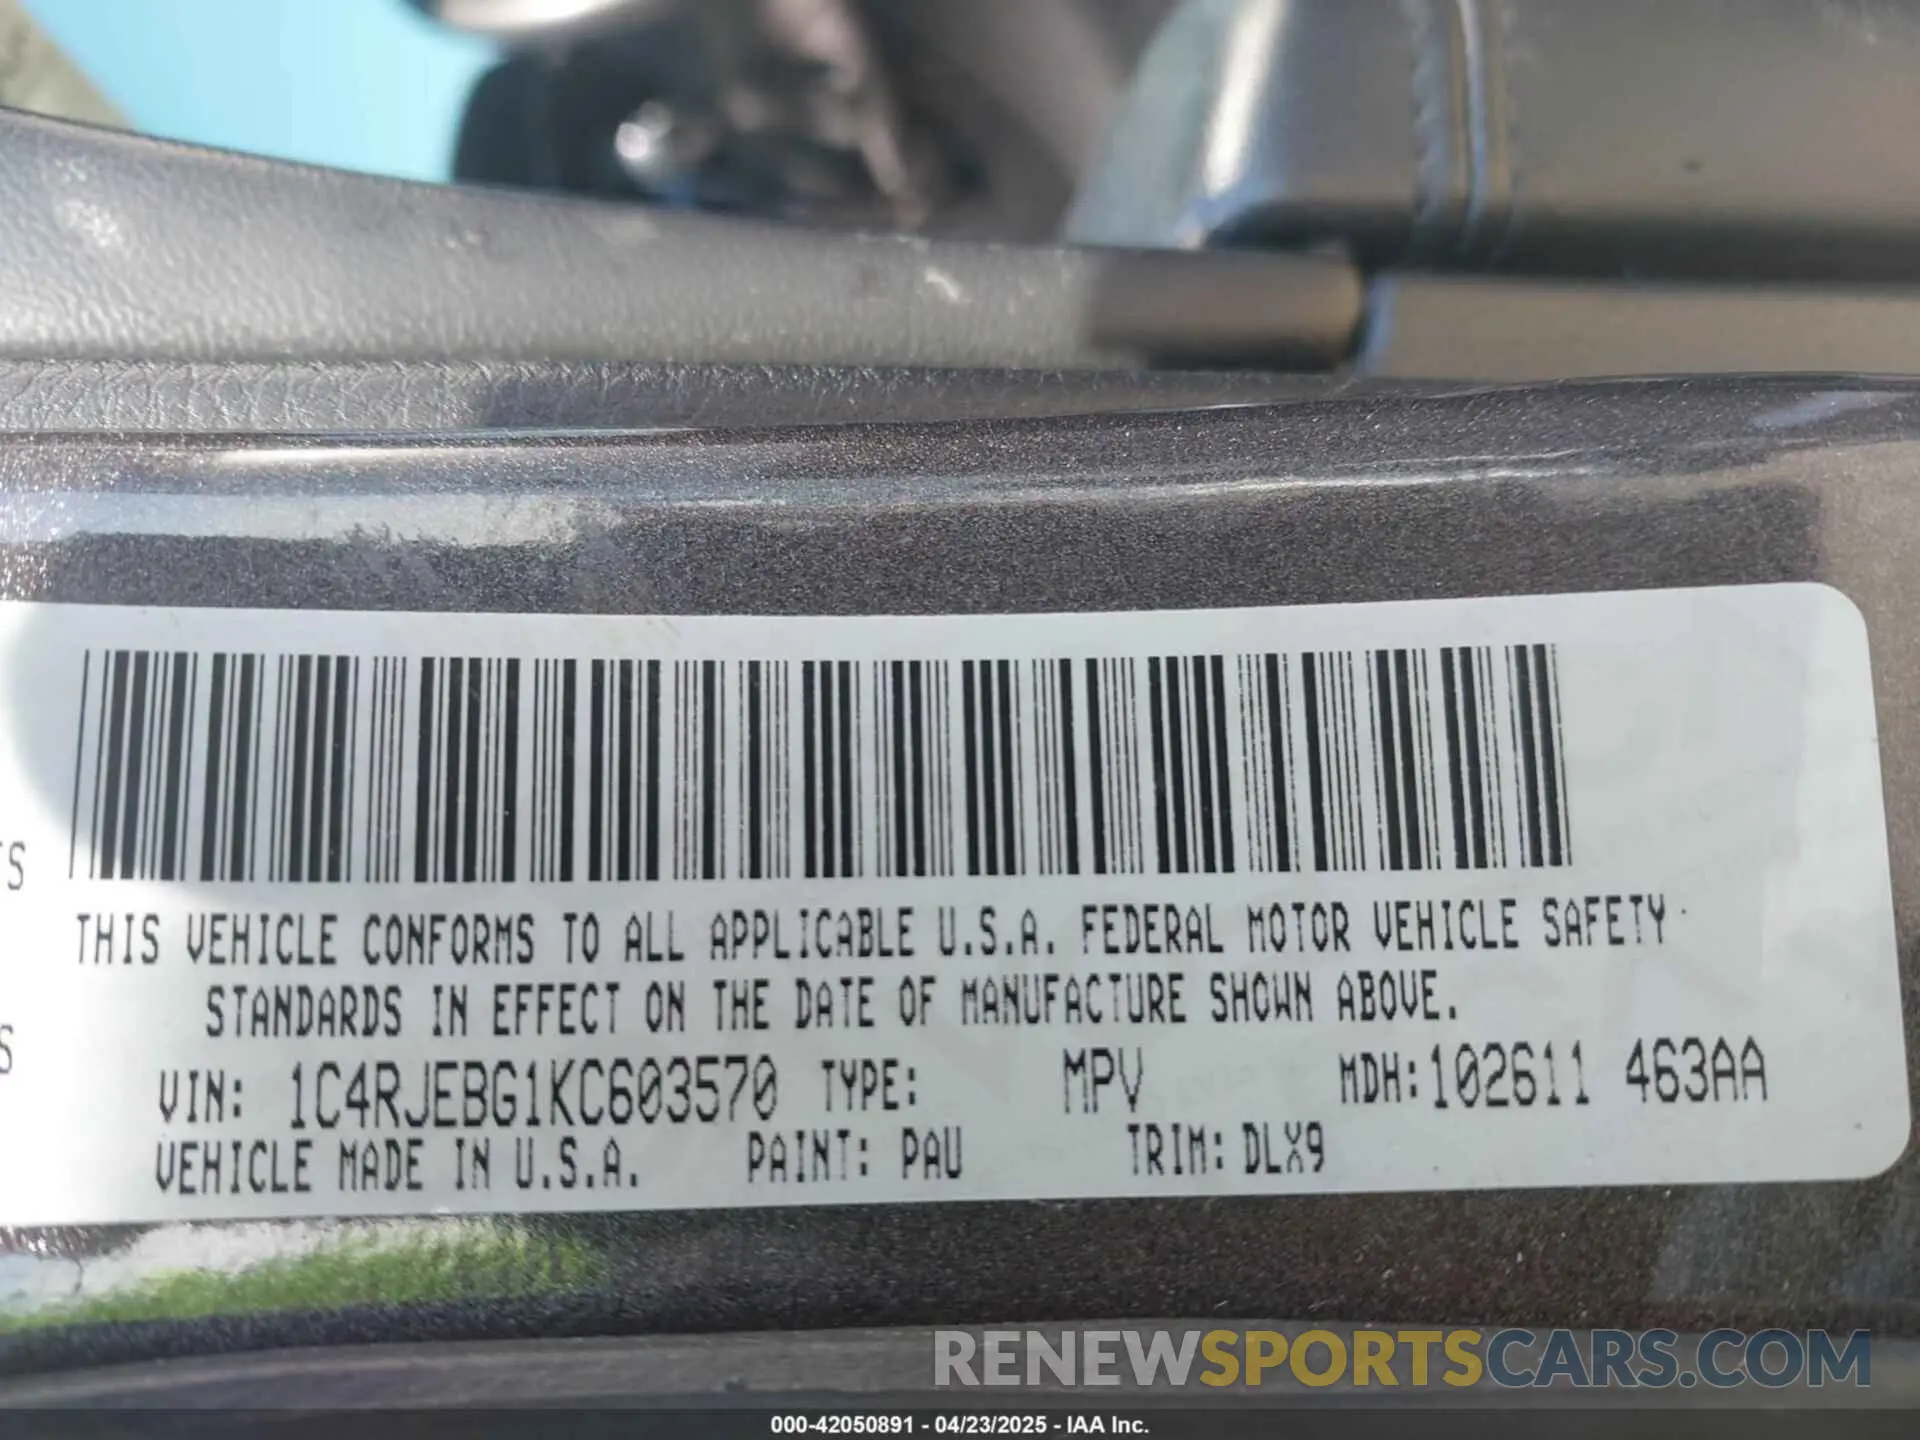 THIS VEHICLE CONFORMS TO ALL APPLICABLE U.S.A. FEDERAL MOTOR VEHICLE SAFETY
STANDARDS IN EFFECT ON THE DATE OF MANUFACTURE SHOWN ABOVE.
VIN: 1C4RJEBG1KC603570 TYPE: MPV MDH:102611 463AA
VEHICLE MADE IN U.S.A. PAINT: PAU TRIM: DLX9
RENEWSPORTSCARS.COM
000-42050891 - 04/23/2025 - IAA Inc.